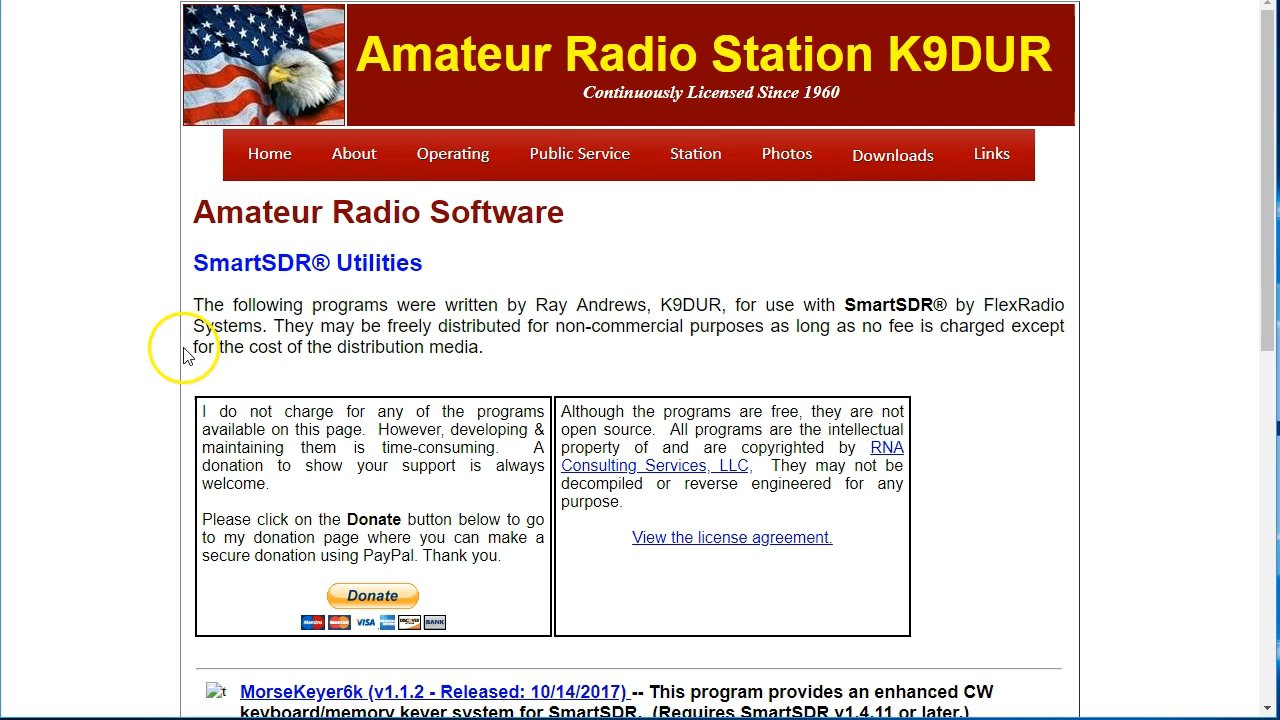 Amateur Radio Station K9DUR
Continuously Licensed Since 1960
Home About Operating Public Service Station Photos Downloads Links
Amateur Radio Software
SmartSDR® Utilities
The following programs were written by Ray Andrews, K9DUR, for use with SmartSDR® by FlexRadio
Systems. They may be freely distributed for non-commercial purposes as long as no fee is charged except
for the cost of the distribution media.
I do not charge for any of the programs
available on this page. However, developing &
maintaining them is time-consuming. A
donation to show your support is always
welcome.
Please click on the Donate button below to go
to my donation page where you can make a
secure donation using PayPal. Thank you.
Donate
Maestro MasterCard VISA DISCOVER BANK
Although the programs are free, they are not
open source. All programs are the intellectual
property of and are copyrighted by RNA
Consulting Services, LLC, They may not be
decompiled or reverse engineered for any
purpose.
View the license agreement.
t MorseKeyer6k (v1.1.2 - Released: 10/14/2017) -- This program provides an enhanced CW
keyboard/memory keyer system for SmartSDR. (Requires SmartSDR v1.4.11 or later.)